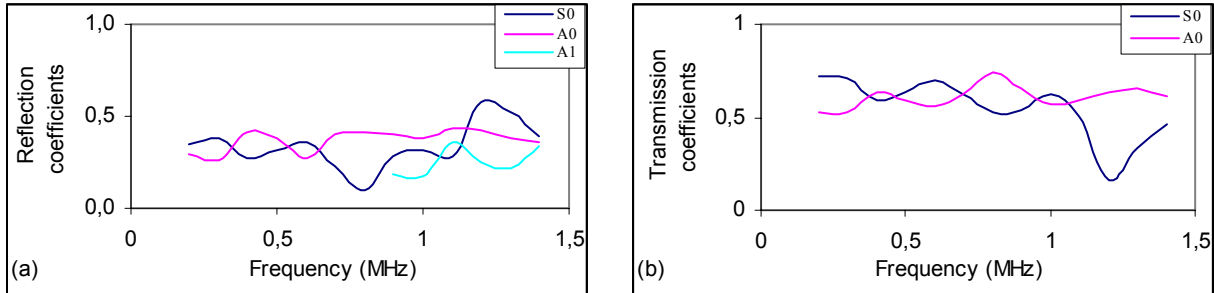 1,0
0,5
0,0
Reflection
coefficients
S0
A0
A1
0
0,5
1
1,5
Frequency (MHz)
(a)
1
0,5
0
Transmission
coefficients
S0
A0
0
0,5
1
1,5
Frequency (MHz)
(b)